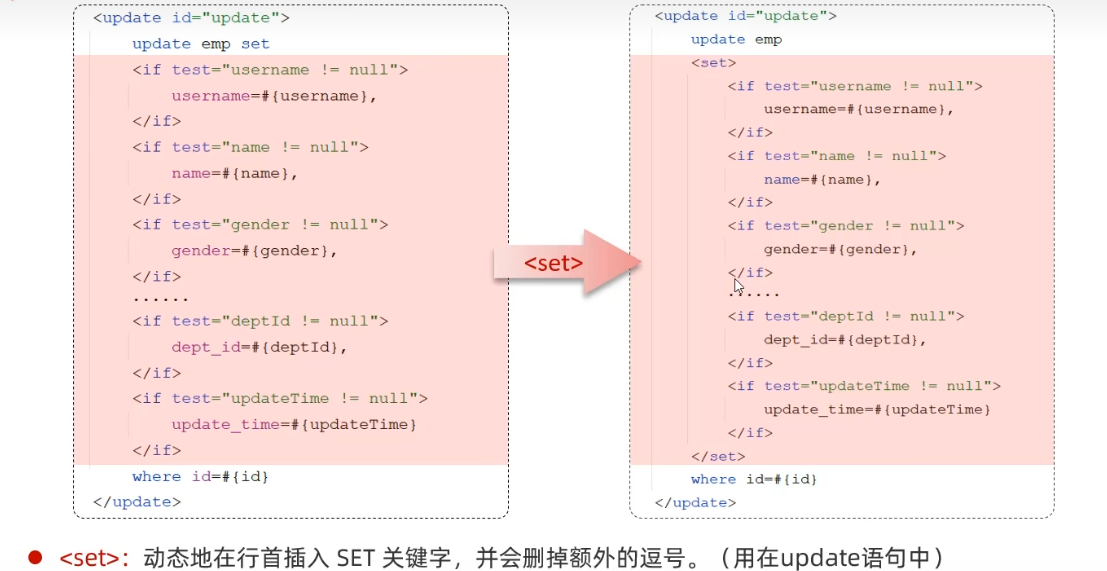 <update id="update">
update emp set
<if test="username != null">
username=#{username},
</if>
<if test="name != null">
name=#{name},
</if>
<if test="gender != null">
gender=#{gender},
</if>
......
<if test="deptId != null">
dept_id=#{deptId},
</if>
<if test="updateTime != null">
update_time=#{updateTime}
</if>
where id=#{id}
</update>
<set>
<update id="update">
update emp
<set>
<if test="username != null">
username=#{username},
</if>
<if test="name != null">
name=#{name},
</if>
<if test="gender != null">
gender=#{gender},
</if>
......
<if test="deptId != null">
dept_id=#{deptId},
</if>
<if test="updateTime != null">
update_time=#{updateTime}
</if>
</set>
where id=#{id}
</update>
● <set>：动态地在行首插入 SET 关键字，并会删掉额外的逗号。（用在update语句中）